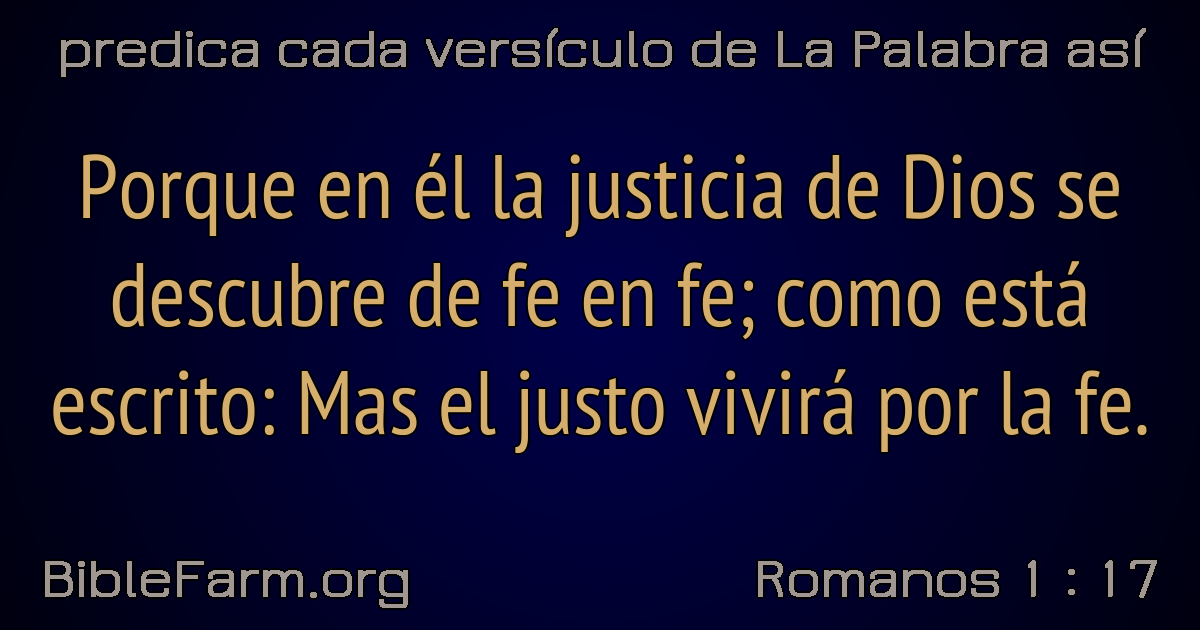 predica cada versículo de La Palabra así
Porque en él la justicia de Dios se
descubre de fe en fe; como está
escrito: Mas el justo vivirá por la fe.
BibleFarm.org
Romanos 1 : 17